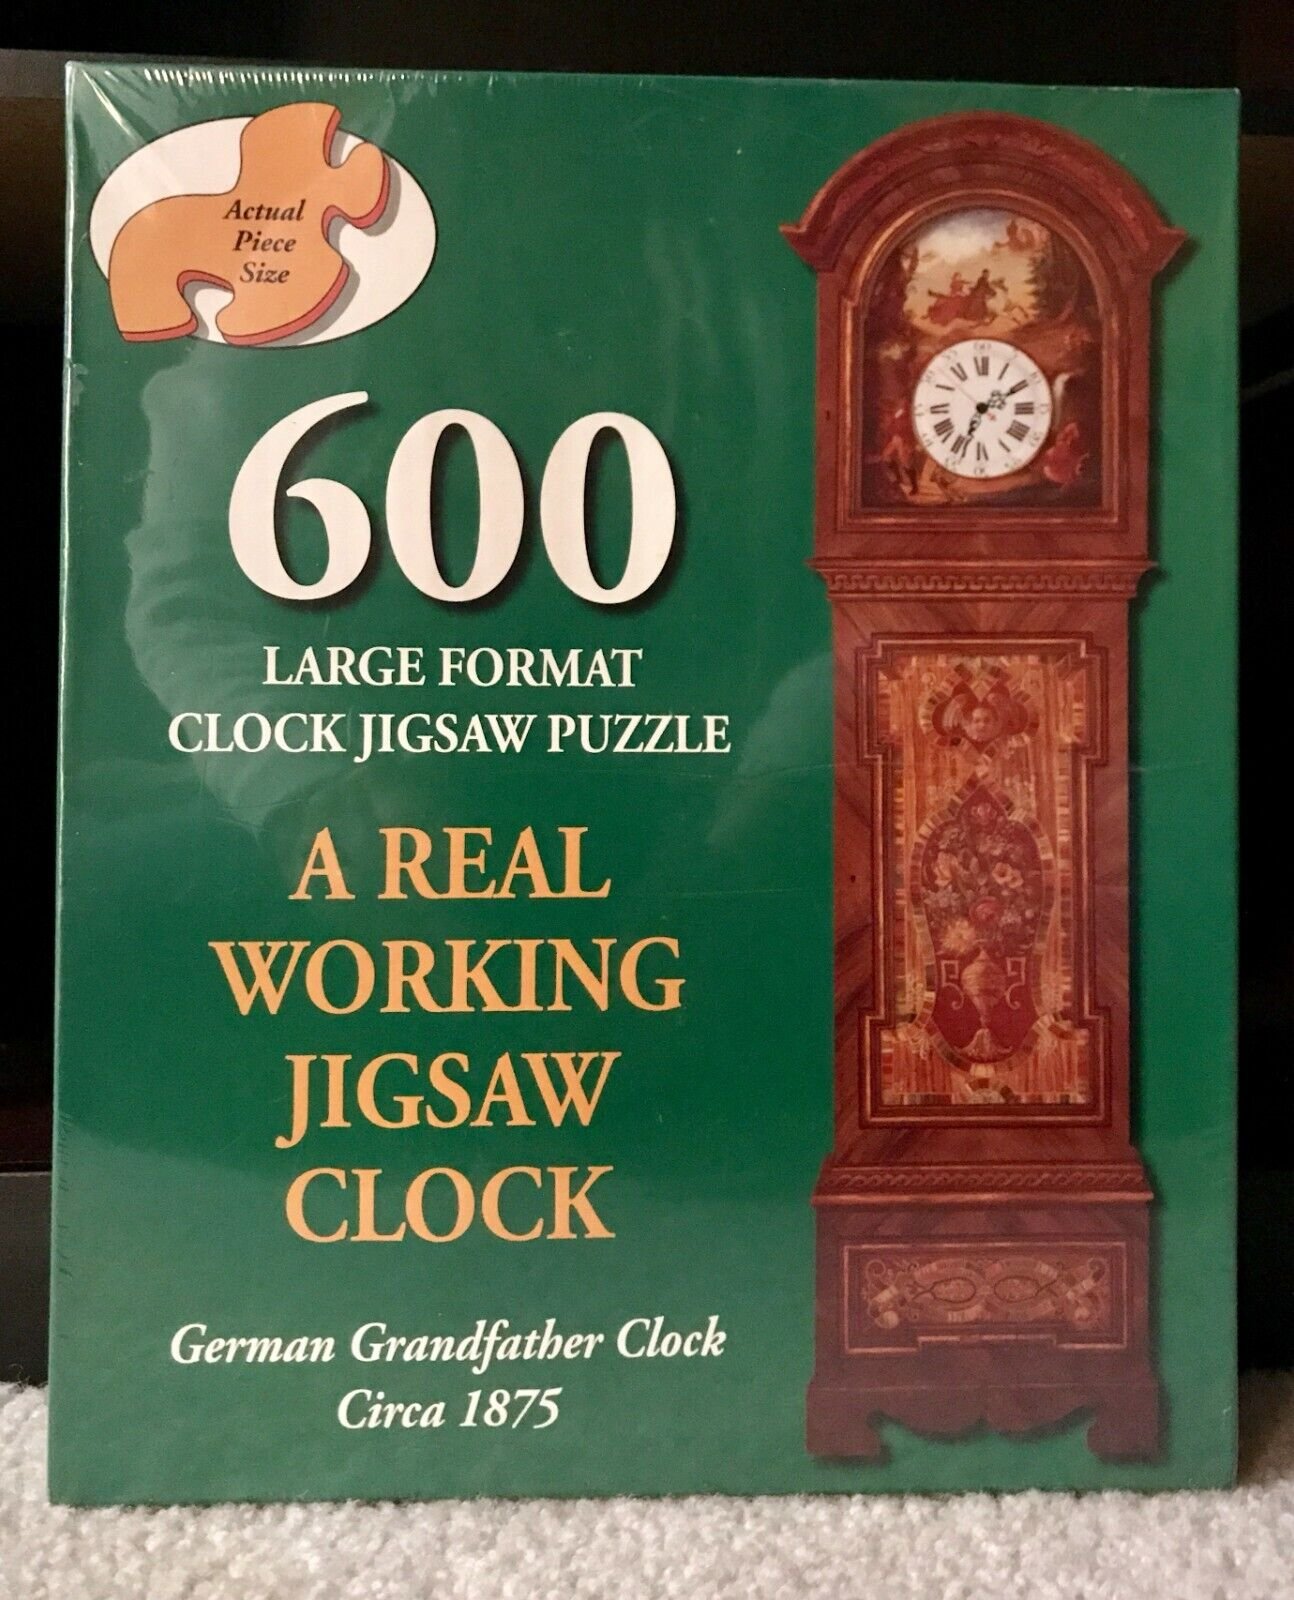 Actual
Piece
Size
600
LARGE FORMAT
CLOCK JIGSAW PUZZLE
A REAL
WORKING
JIGSAW
CLOCK
German Grandfather Clock
Circa 1875